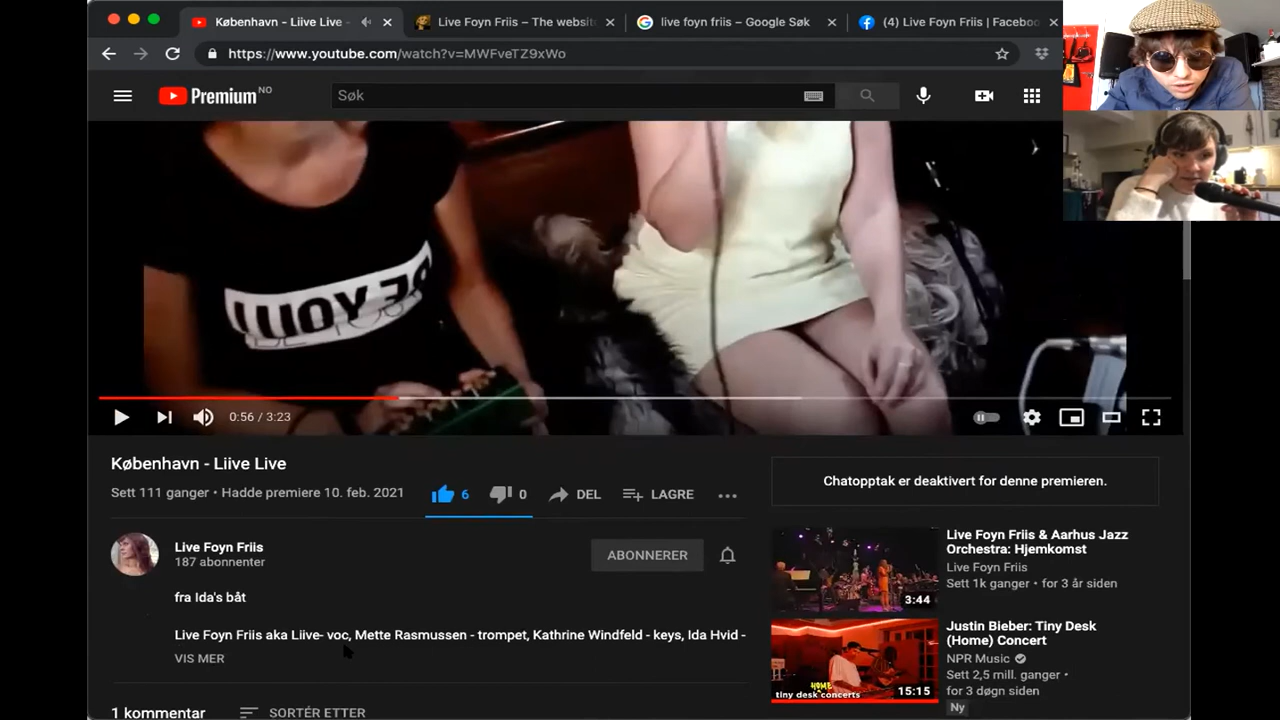 København - Liive Live -
Live Foyn Friis – The websit
live foyn friis – Google Søk
(4) Live Foyn Friis | Faceboo
https://www.youtube.com/watch?v=MWFveTZ9xWo
Premium NO
Søk
0:56 / 3:23
København - Liive Live
Sett 111 ganger • Hadde premiere 10. feb. 2021
6
0
DEL
LAGRE
Chatopptak er deaktivert for denne premieren.
Live Foyn Friis
187 abonnenter
ABONNERER
fra Ida's båt
Live Foyn Friis aka Liive- voc, Mette Rasmussen - trompet, Kathrine Windfeld - keys, Ida Hvid -
VIS MER
1 kommentar
SORTÉR ETTER
Live Foyn Friis & Aarhus Jazz
Orchestra: Hjemkomst
Live Foyn Friis
Sett 1k ganger • for 3 år siden
3:44
Justin Bieber: Tiny Desk
(Home) Concert
NPR Music
Sett 2,5 mill. ganger •
for 3 døgn siden
Ny
HOME
tiny desk concerts
15:15